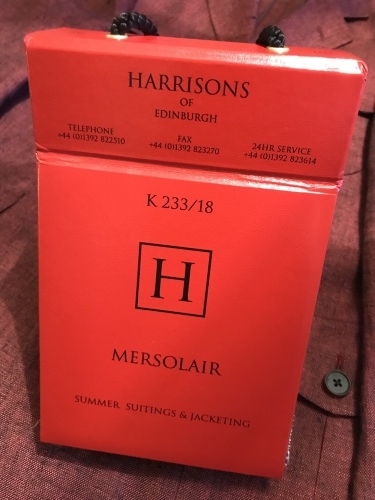 HARRISONS
OF
EDINBURGH
TELEPHONE
+44 (0)1392 822510
FAX
+44 (0)1392 823270
24HR SERVICE
+44 (0)1392 823614
K 233/18
H
MERSOLAIR
SUMMER SUITINGS & JACKETING